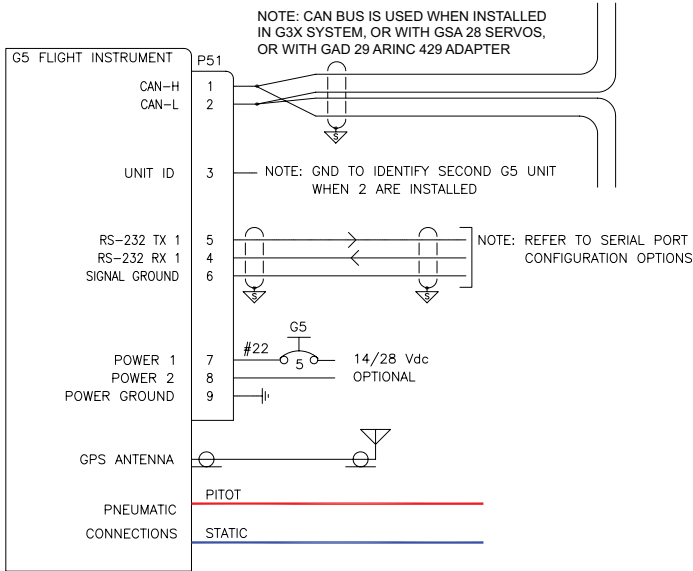 NOTE: CAN BUS IS USED WHEN INSTALLED
IN G3X SYSTEM, OR WITH GSA 28 SERVOS,
OR WITH GAD 29 ARINC 429 ADAPTER
G5 FLIGHT INSTRUMENT
P51
CAN-H 1
CAN-L 2
S
UNIT ID 3 NOTE: GND TO IDENTIFY SECOND G5 UNIT
WHEN 2 ARE INSTALLED
RS-232 TX 1 5 NOTE: REFER TO SERIAL PORT
RS-232 RX 1 4 CONFIGURATION OPTIONS
SIGNAL GROUND 6
S S
G5
#22
POWER 1 7 5 14/28 Vdc
POWER 2 8 OPTIONAL
POWER GROUND 9
GPS ANTENNA
PITOT
PNEUMATIC
CONNECTIONS STATIC